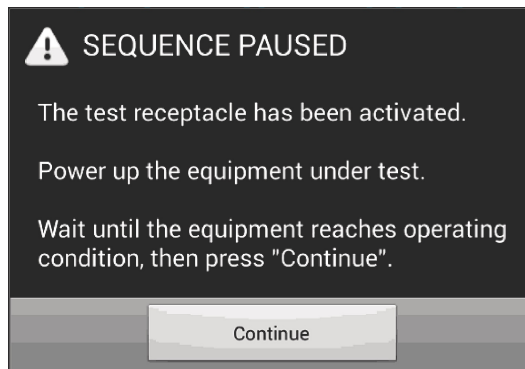 SEQUENCE PAUSED
The test receptacle has been activated.
Power up the equipment under test.
Wait until the equipment reaches operating
condition, then press "Continue".
Continue